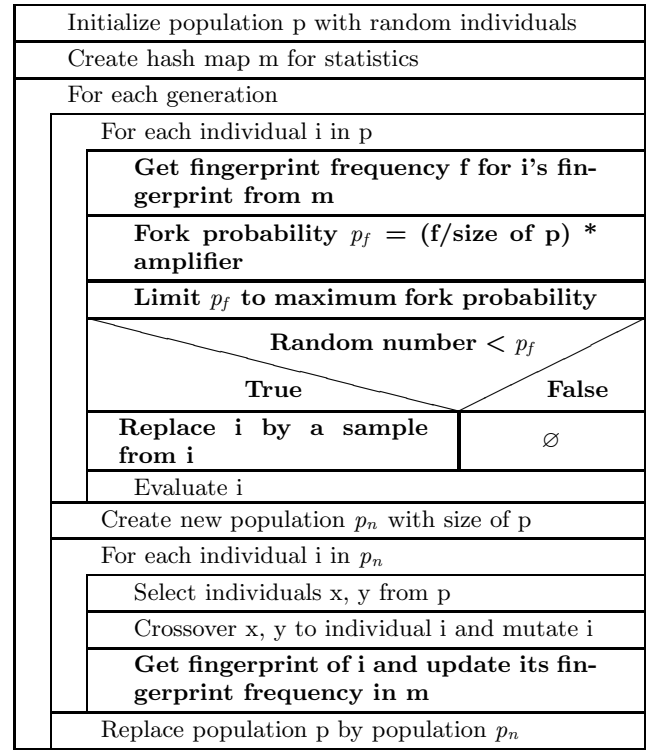 Initialize population p with random individuals
Create hash map m for statistics
For each generation
For each individual i in p
Get fingerprint frequency f for i's fin-
gerprint from m
Fork probability p_f = (f/size of p) *
amplifier
Limit p_f to maximum fork probability
Random number < p_f
True False
Replace i by a sample
from i
∅
Evaluate i
Create new population p_n with size of p
For each individual i in p_n
Select individuals x, y from p
Crossover x, y to individual i and mutate i
Get fingerprint of i and update its fin-
gerprint frequency in m
Replace population p by population p_n